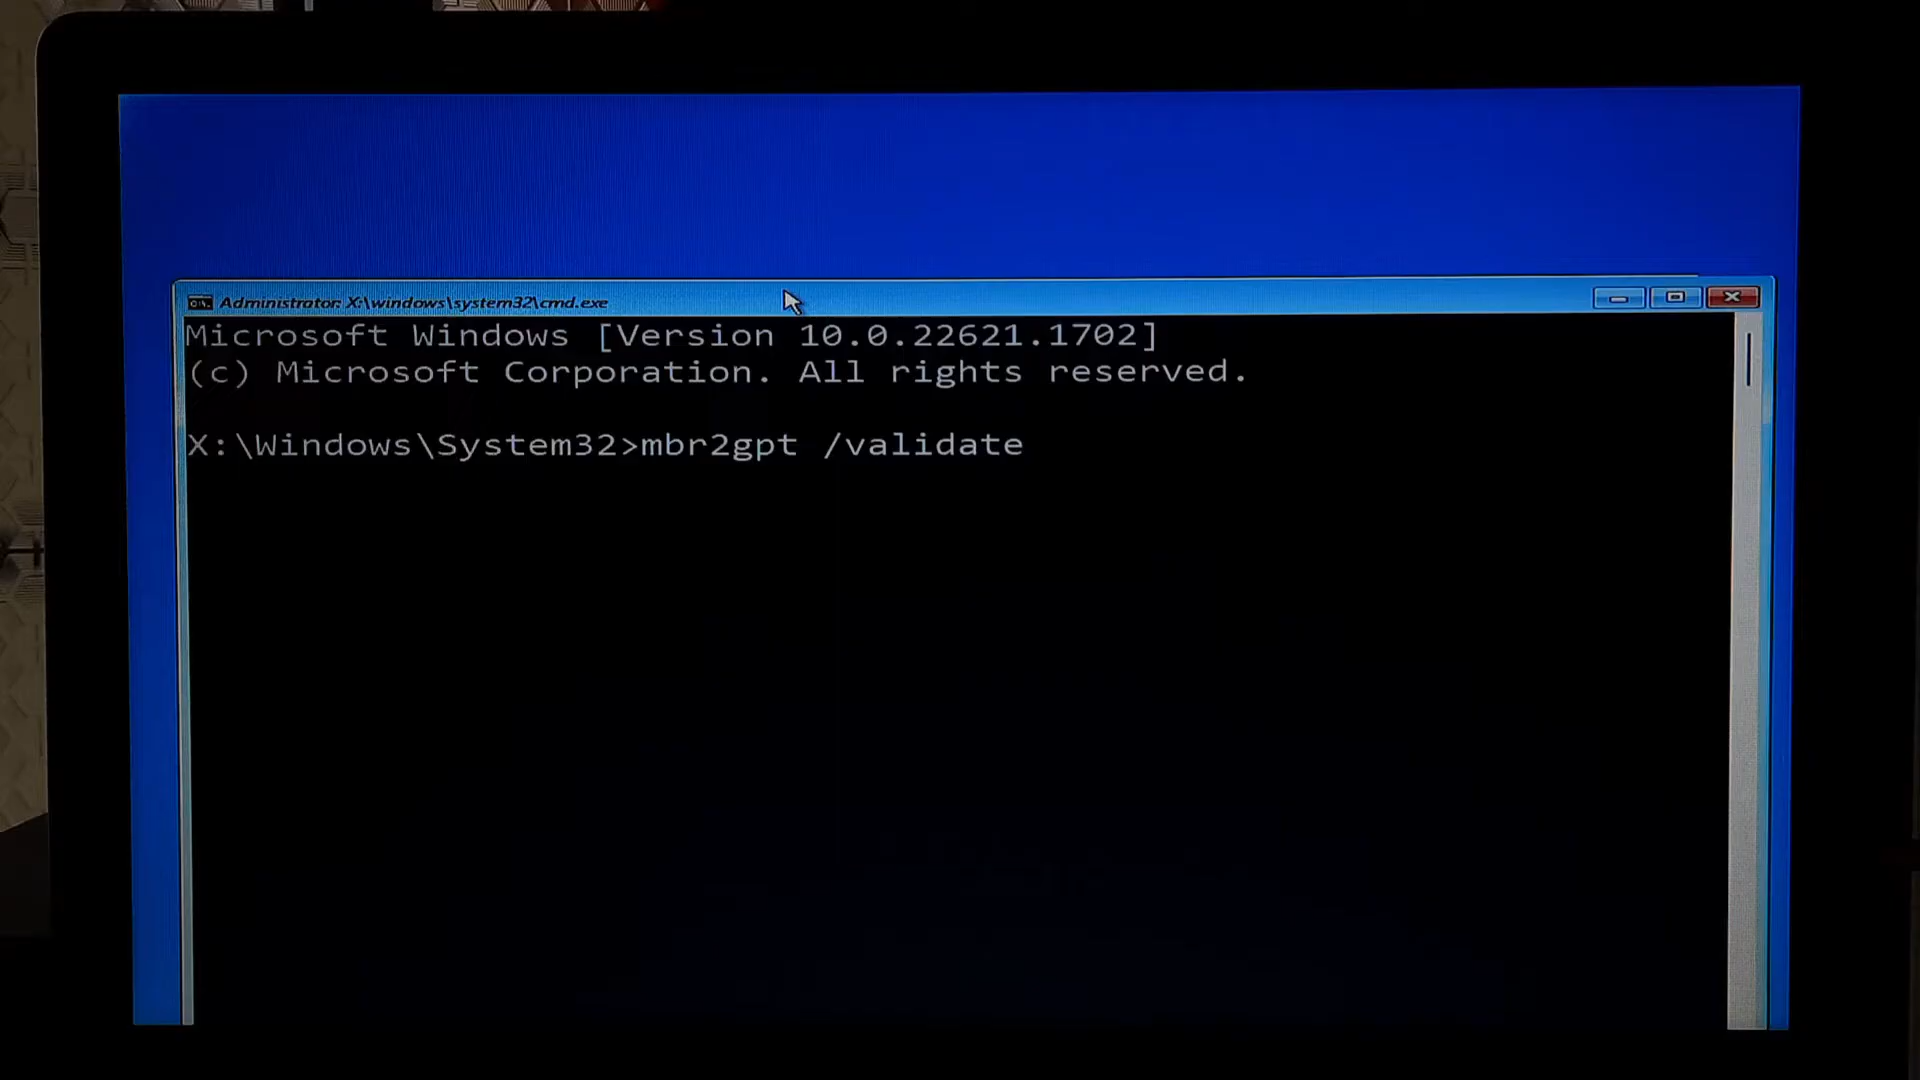 Administrator: X:\windows\system32\cmd.exe
Microsoft Windows [Version 10.0.22621.1702]
(c) Microsoft Corporation. All rights reserved.
X:\Windows\System32>mbr2gpt /validate